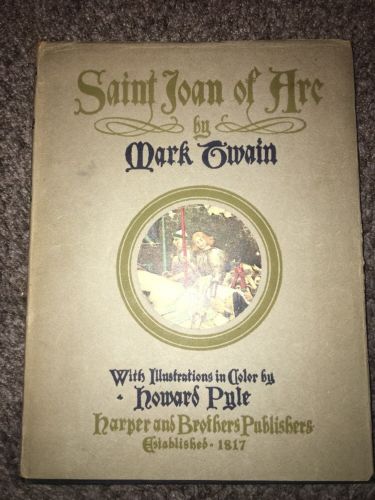 Saint Joan of Arc
by
Mark Twain
With Illustrations in Color by
• Howard Pyle
Harper and Brothers Publishers
Established • 1817